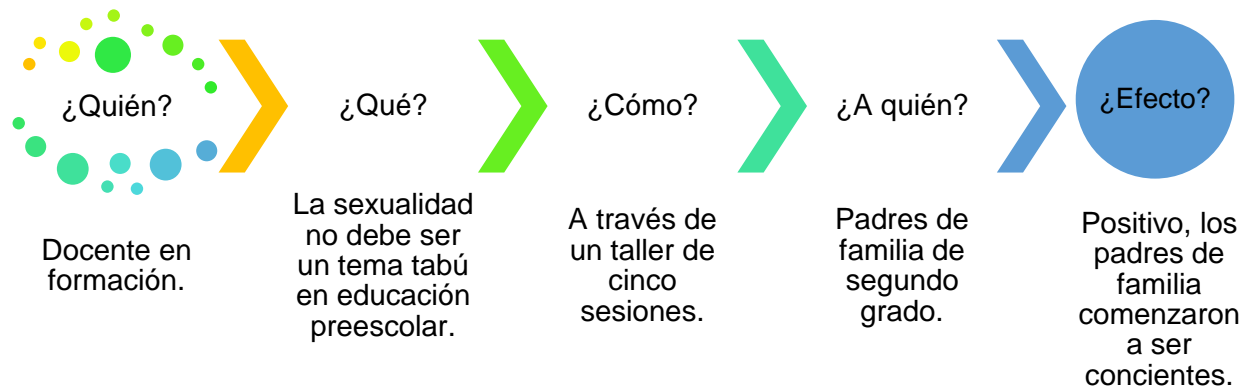 ¿Quién?
Docente en
formación.
¿Qué?
La sexualidad
no debe ser
un tema tabú
en educación
preescolar.
¿Cómo?
A través de
un taller de
cinco
sesiones.
¿A quién?
Padres de
familia de
segundo
grado.
¿Efecto?
Positivo, los
padres de
familia
comenzaron
a ser
concientes.